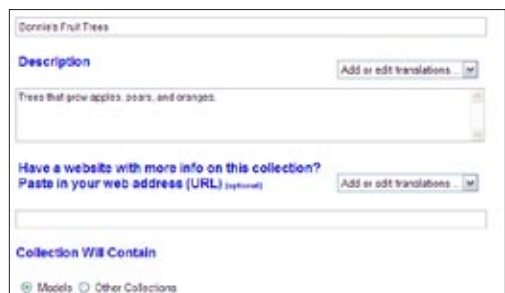 Donnie's Fruit Trees
Description
Add or edit translations...
Trees that grow apples, pears, and oranges.
Have a website with more info on this collection?
Paste in your web address (URL) (optional)
Add or edit translations...
Collection Will Contain
Models Other Collections